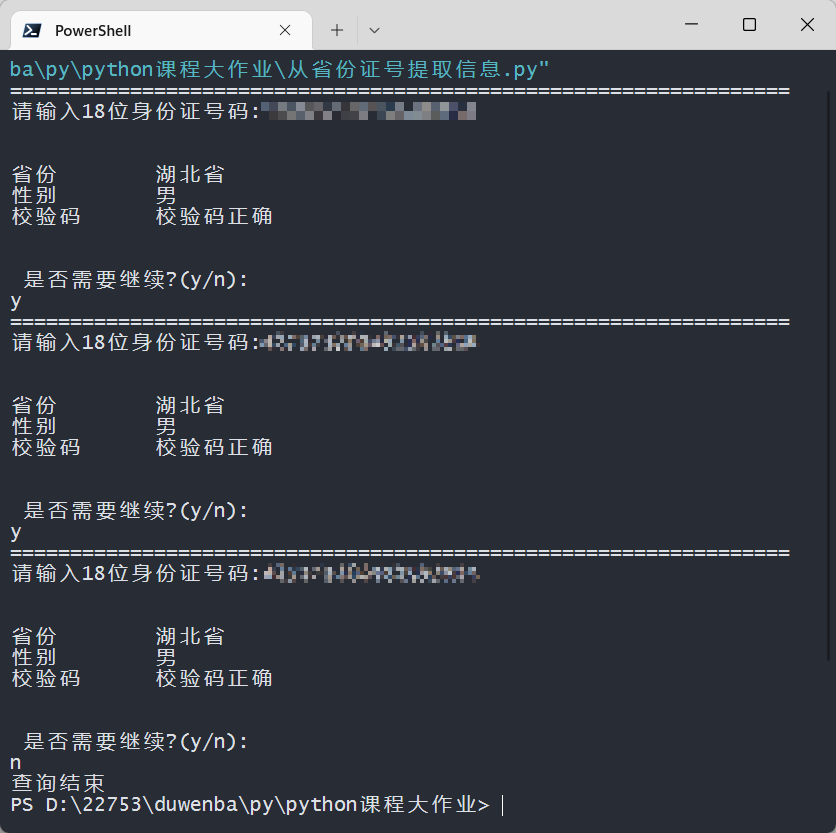 PowerShell
ba\py\python课程大作业\从省份证号提取信息.py"
=================================================================
请输入18位身份证号码:
省份 湖北省
性别 男
校验码 校验码正确
是否需要继续?(y/n):
y
=================================================================
请输入18位身份证号码:
省份 湖北省
性别 男
校验码 校验码正确
是否需要继续?(y/n):
y
=================================================================
请输入18位身份证号码:
省份 湖北省
性别 男
校验码 校验码正确
是否需要继续?(y/n):
n
查询结束
PS D:\22753\duwenba\py\python课程大作业>